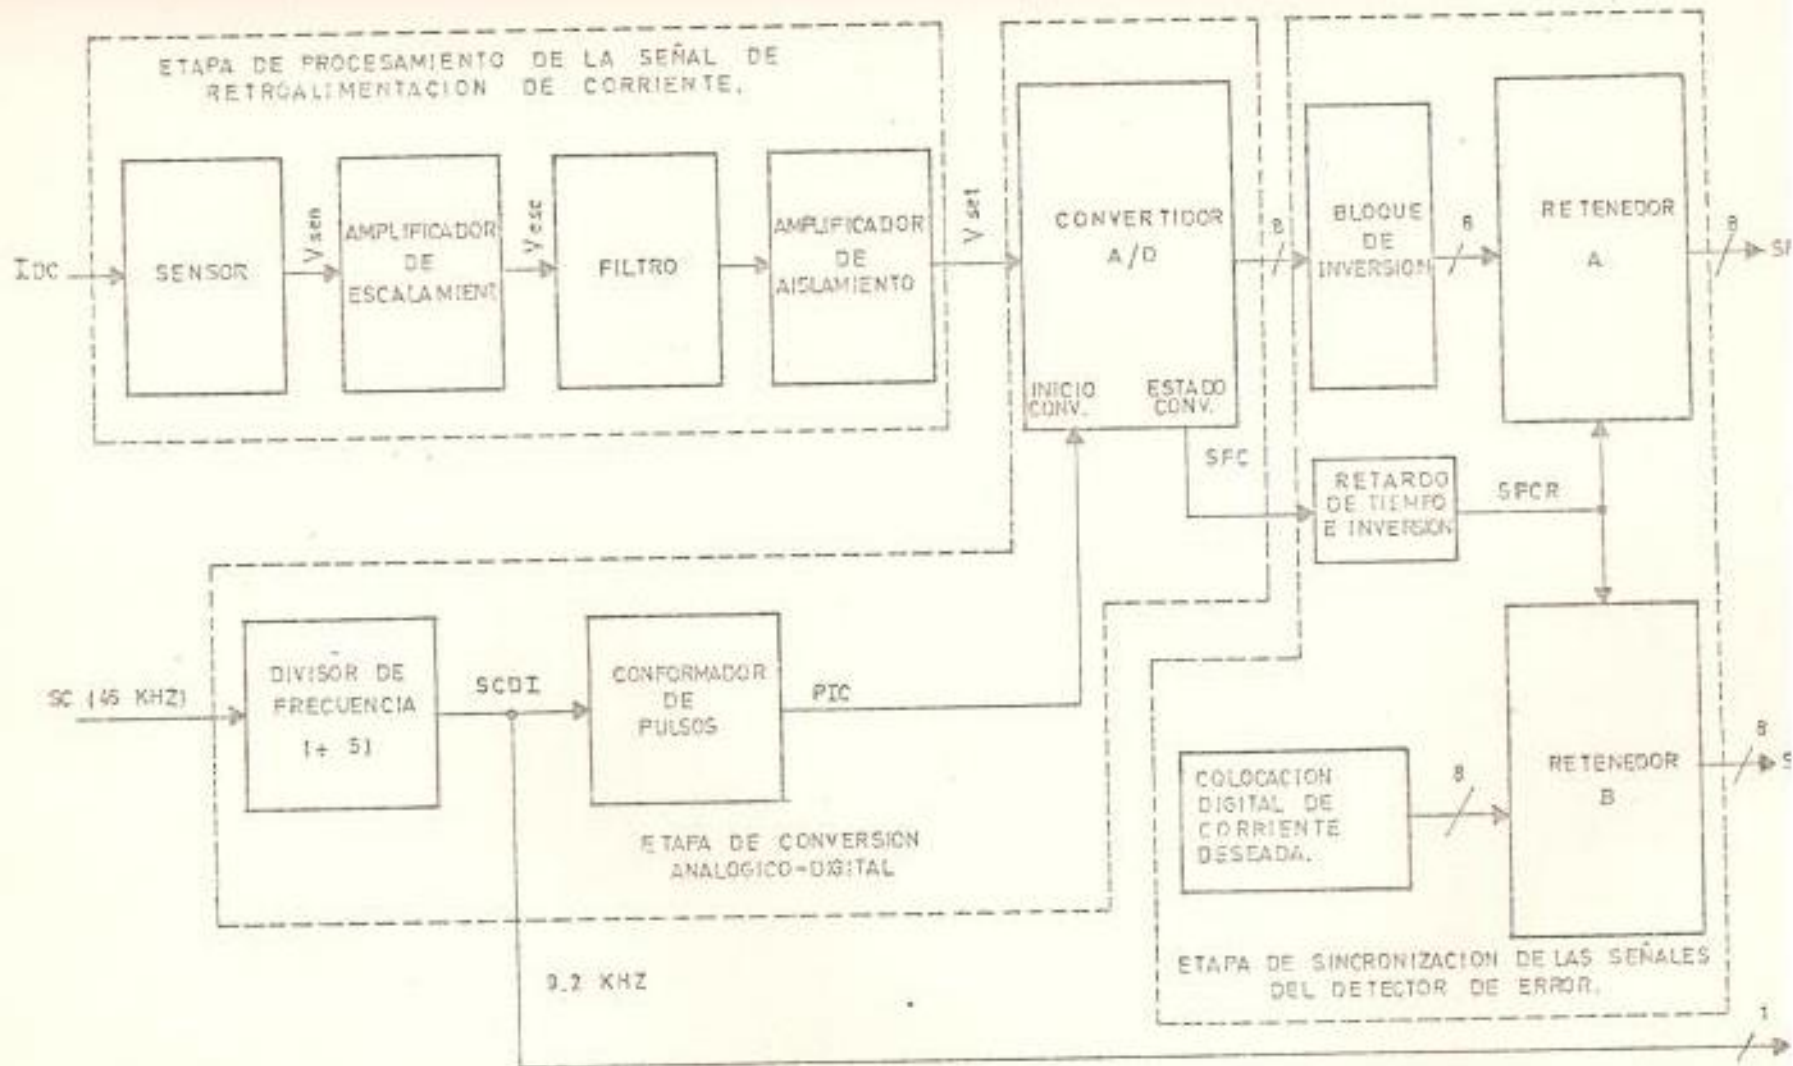 ETAPA DE PROCESAMIENTO DE LA SEÑAL DE
RETROALIMENTACION DE CORRIENTE.
IDC
SENSOR
Vsen
AMPLIFICADOR
DE
ESCALAMIENT
Vesc
FILTRO
AMPLIFICADOR
DE
AISLAMIENTO
Vset
CONVERTIDOR
A/D
INICIO
CONV.
ESTADO
CONV.
8
BLOQUE
DE
INVERSION
8
RETENEDOR
A
8
SFC
RETARDO
DE TIEMPO
E INVERSION
SFCR
SC (46 KHZ)
DIVISOR DE
FRECUENCIA
(÷ 5)
SCDI
CONFORMADOR
DE
PULSOS
PIC
ETAPA DE CONVERSION
ANALOGICO-DIGITAL
COLOCACION
DIGITAL DE
CORRIENTE
DESEADA.
8
RETENEDOR
B
8
ETAPA DE SINCRONIZACION DE LAS SEÑALES
DEL DETECTOR DE ERROR.
9.2 KHZ
1